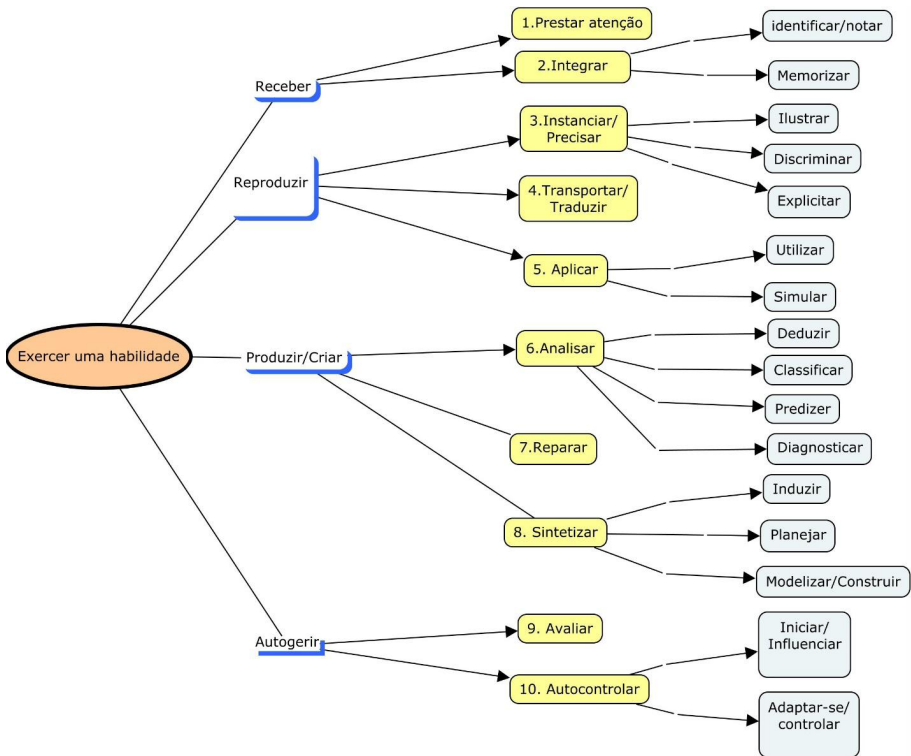 1.Prestar atenção
identificar/notar
2.Integrar
Receber
Memorizar
3.Instanciar/
Precisar
Ilustrar
Discriminar
Reproduzir
4.Transportar/
Traduzir
Explicitar
Utilizar
5. Aplicar
Simular
Exercer uma habilidade
Produzir/Criar
6.Analisar
Deduzir
Classificar
Predizer
7.Reparar
Diagnosticar
Induzir
8. Sintetizar
Planejar
Modelizar/Construir
Autogerir
9. Avaliar
Iniciar/
Influenciar
10. Autocontrolar
Adaptar-se/
controlar